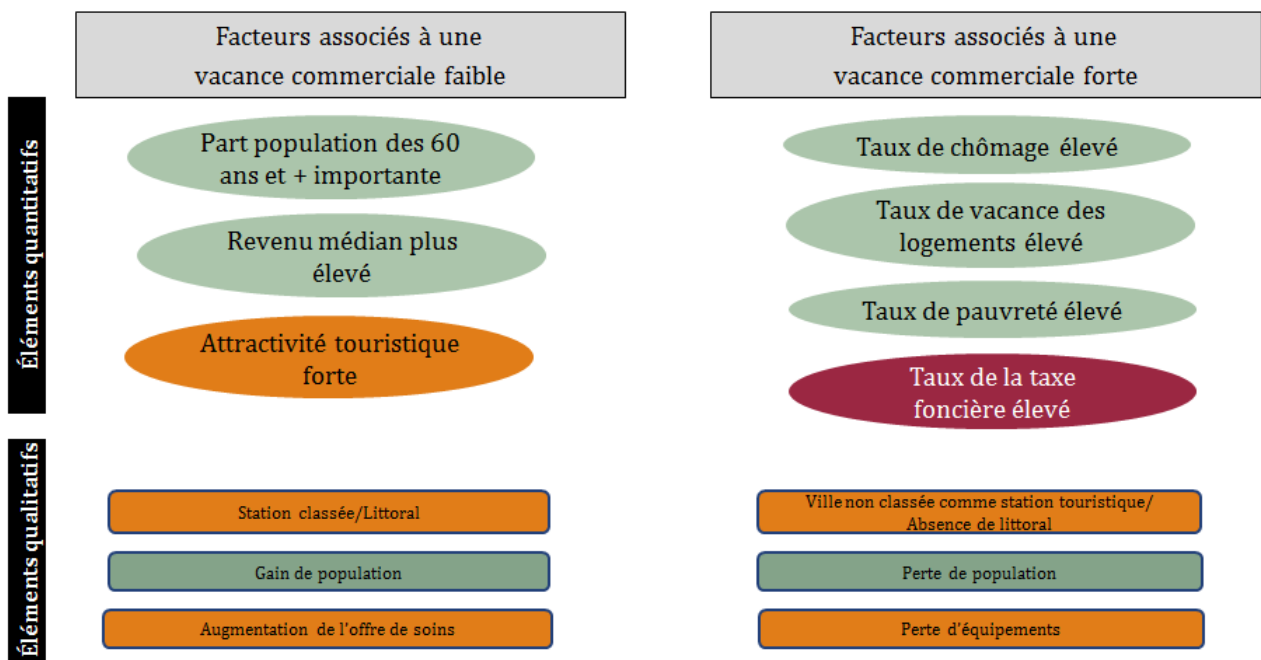 Facteurs associés à une
vacance commerciale faible
Facteurs associés à une
vacance commerciale forte
Éléments quantitatifs
Part population des 60
ans et + importante
Revenu médian plus
élevé
Attractivité touristique
forte
Taux de chômage élevé
Taux de vacance des
logements élevé
Taux de pauvreté élevé
Taux de la taxe
foncière élevé
Éléments qualitatifs
Station classée/Littoral
Gain de population
Augmentation de l'offre de soins
Ville non classée comme station touristique/
Absence de littoral
Perte de population
Perte d'équipements